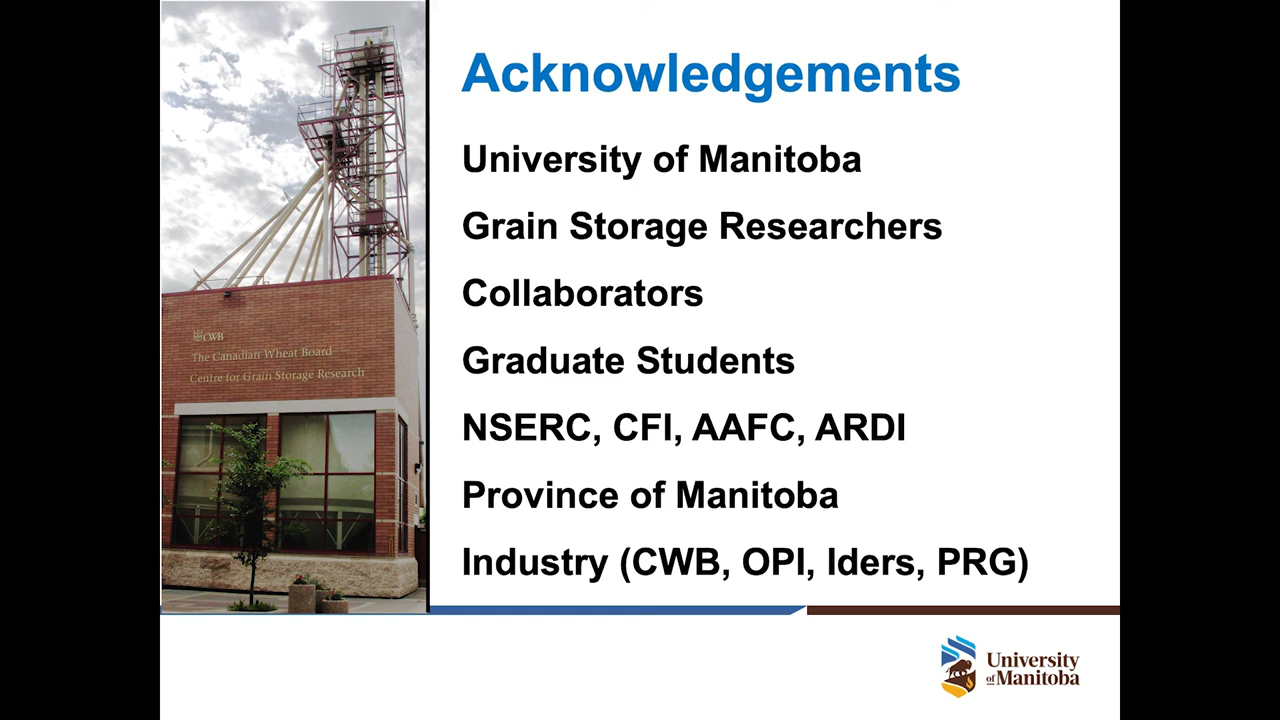 Acknowledgements
University of Manitoba
Grain Storage Researchers
Collaborators
Graduate Students
NSERC, CFI, AAFC, ARDI
Province of Manitoba
Industry (CWB, OPI, Iders, PRG)
CWB
The Canadian Wheat Board
Centre for Grain Storage Research
University
of Manitoba